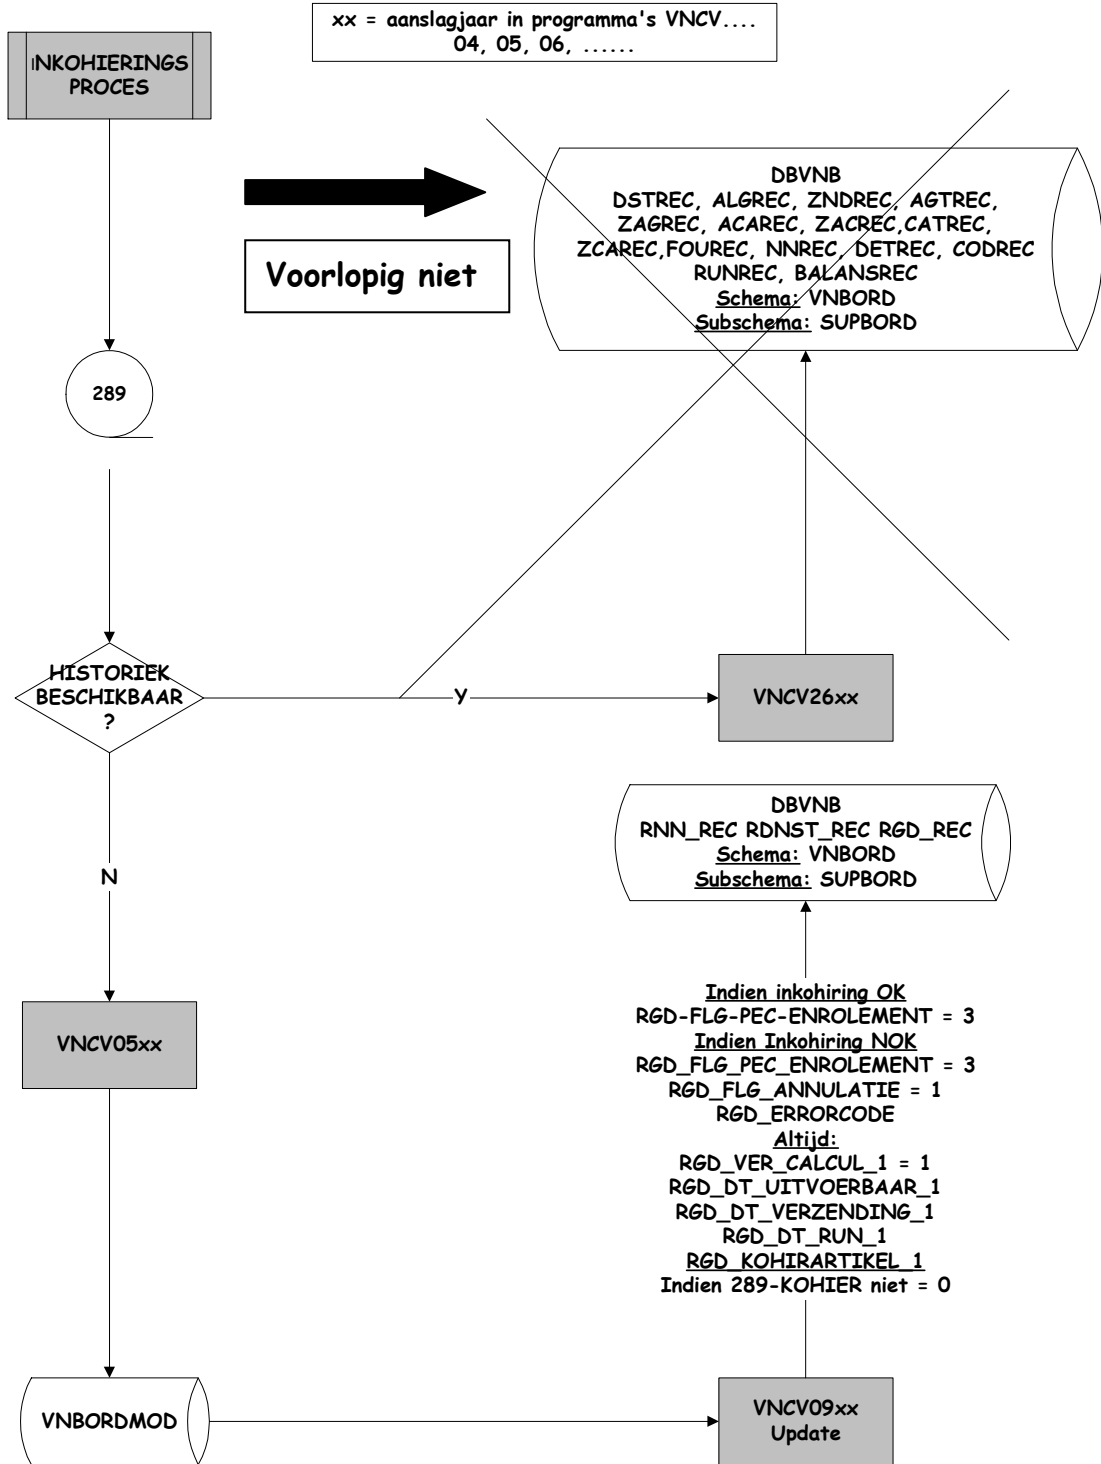 xx = aanslagjaar in programma's VNCV....
04, 05, 06, ......
INKOHIERINGS
PROCES
DBVNB
DSTREC, ALGREC, ZNDREC, AGTREC,
ZAGREC, ACAREC, ZACREC,CATREC,
ZCAREC,FOUREC, NNREC, DETREC, CODREC
RUNREC, BALANSREC
Schema: VNBORD
Subschema: SUPBORD
Voorlopig niet
289
HISTORIEK
BESCHIKBAAR
?
Y
VNCV26xx
DBVNB
RNN_REC RDNST_REC RGD_REC
Schema: VNBORD
Subschema: SUPBORD
N
VNCV05xx
Indien inkohiring OK
RGD-FLG-PEC-ENROLEMENT = 3
Indien Inkohiring NOK
RGD_FLG_PEC_ENROLEMENT = 3
RGD_FLG_ANNULATIE = 1
RGD_ERRORCODE
Altijd:
RGD_VER_CALCUL_1 = 1
RGD_DT_UITVOERBAAR_1
RGD_DT_VERZENDING_1
RGD_DT_RUN_1
RGD_KOHIRARTIKEL_1
Indien 289-KOHIER niet = 0
VNBORDMOD
VNCV09xx
Update